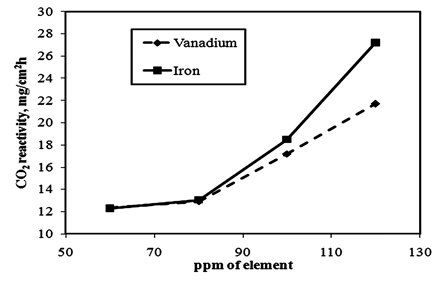 30
28
26
24
22
20
18
16
14
12
10
CO2 reactivity, mg/cm2h
Vanadium
Iron
50 70 90 110 130
ppm of element